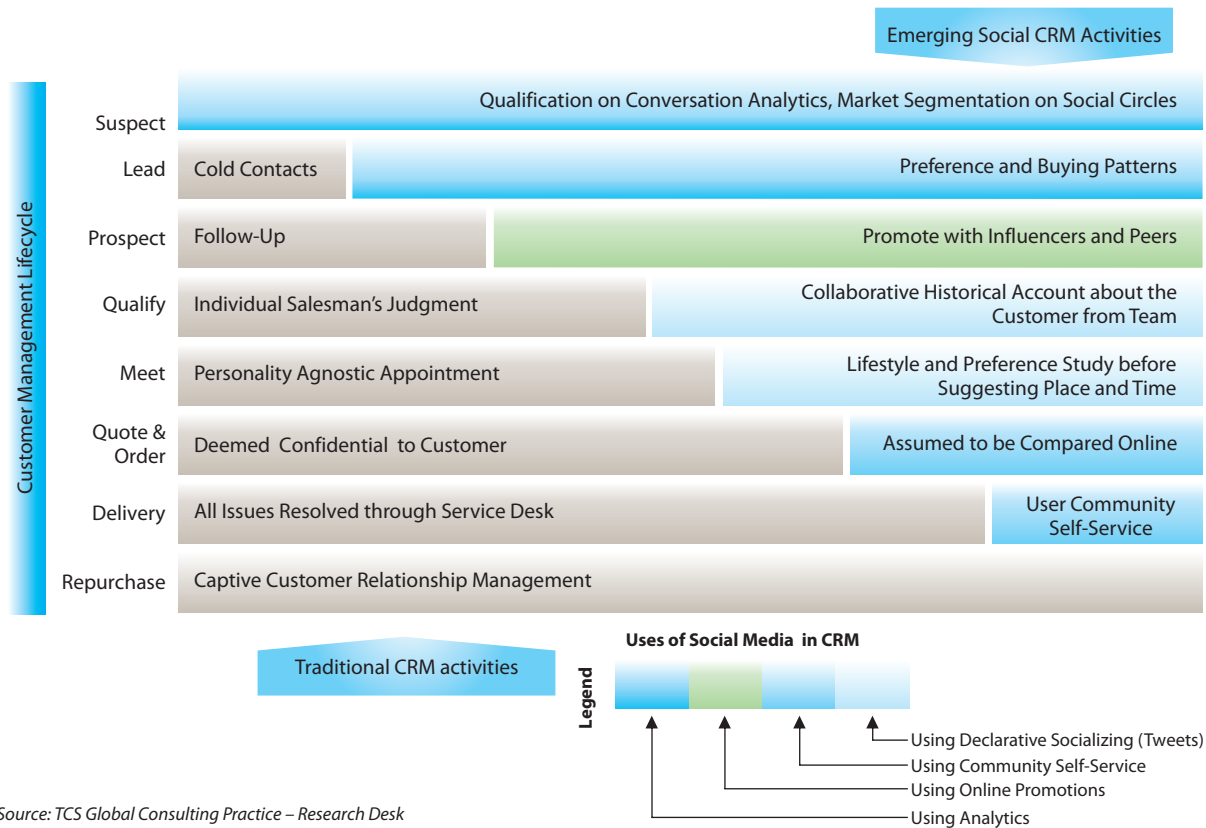 Emerging Social CRM Activities
Customer Management Lifecycle
Suspect
Qualification on Conversation Analytics, Market Segmentation on Social Circles
Lead
Cold Contacts
Preference and Buying Patterns
Prospect
Follow-Up
Promote with Influencers and Peers
Qualify
Individual Salesman's Judgment
Collaborative Historical Account about the
Customer from Team
Meet
Personality Agnostic Appointment
Lifestyle and Preference Study before
Suggesting Place and Time
Quote &
Order
Deemed Confidential to Customer
Assumed to be Compared Online
Delivery
All Issues Resolved through Service Desk
User Community
Self-Service
Repurchase
Captive Customer Relationship Management
Traditional CRM activities
Uses of Social Media in CRM
Legend
Using Declarative Socializing (Tweets)
Using Community Self-Service
Using Online Promotions
Using Analytics
Source: TCS Global Consulting Practice – Research Desk